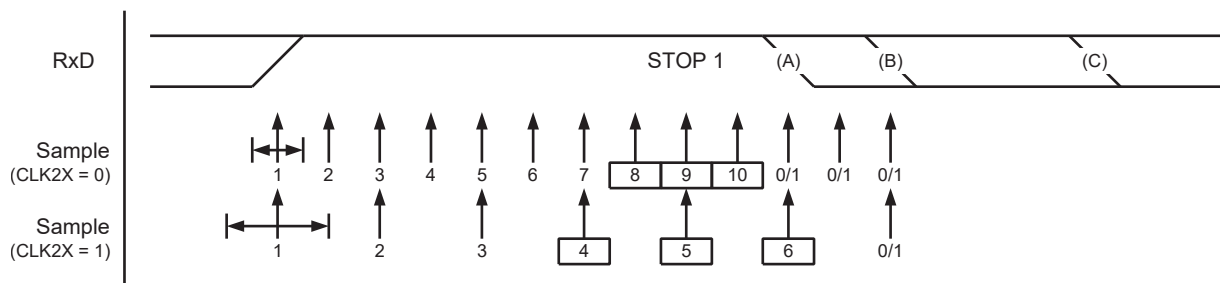 RxD STOP 1 (A) (B) (C)
Sample
(CLK2X = 0) 1 2 3 4 5 6 7 8 9 10 0/1 0/1 0/1
Sample
(CLK2X = 1) 1 2 3 4 5 6 0/1